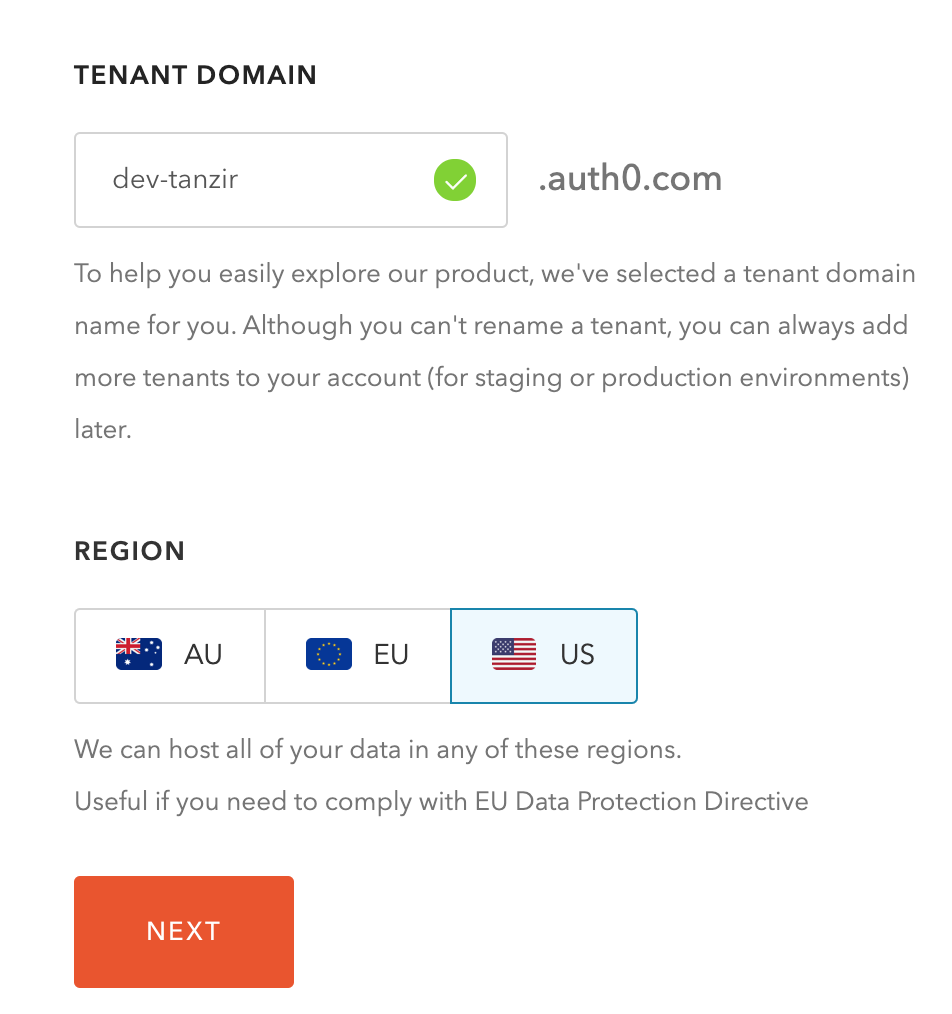 TENANT DOMAIN
dev-tanzir
.auth0.com
To help you easily explore our product, we've selected a tenant domain
name for you. Although you can't rename a tenant, you can always add
more tenants to your account (for staging or production environments)
later.
REGION
AU
EU
US
We can host all of your data in any of these regions.
Useful if you need to comply with EU Data Protection Directive
NEXT